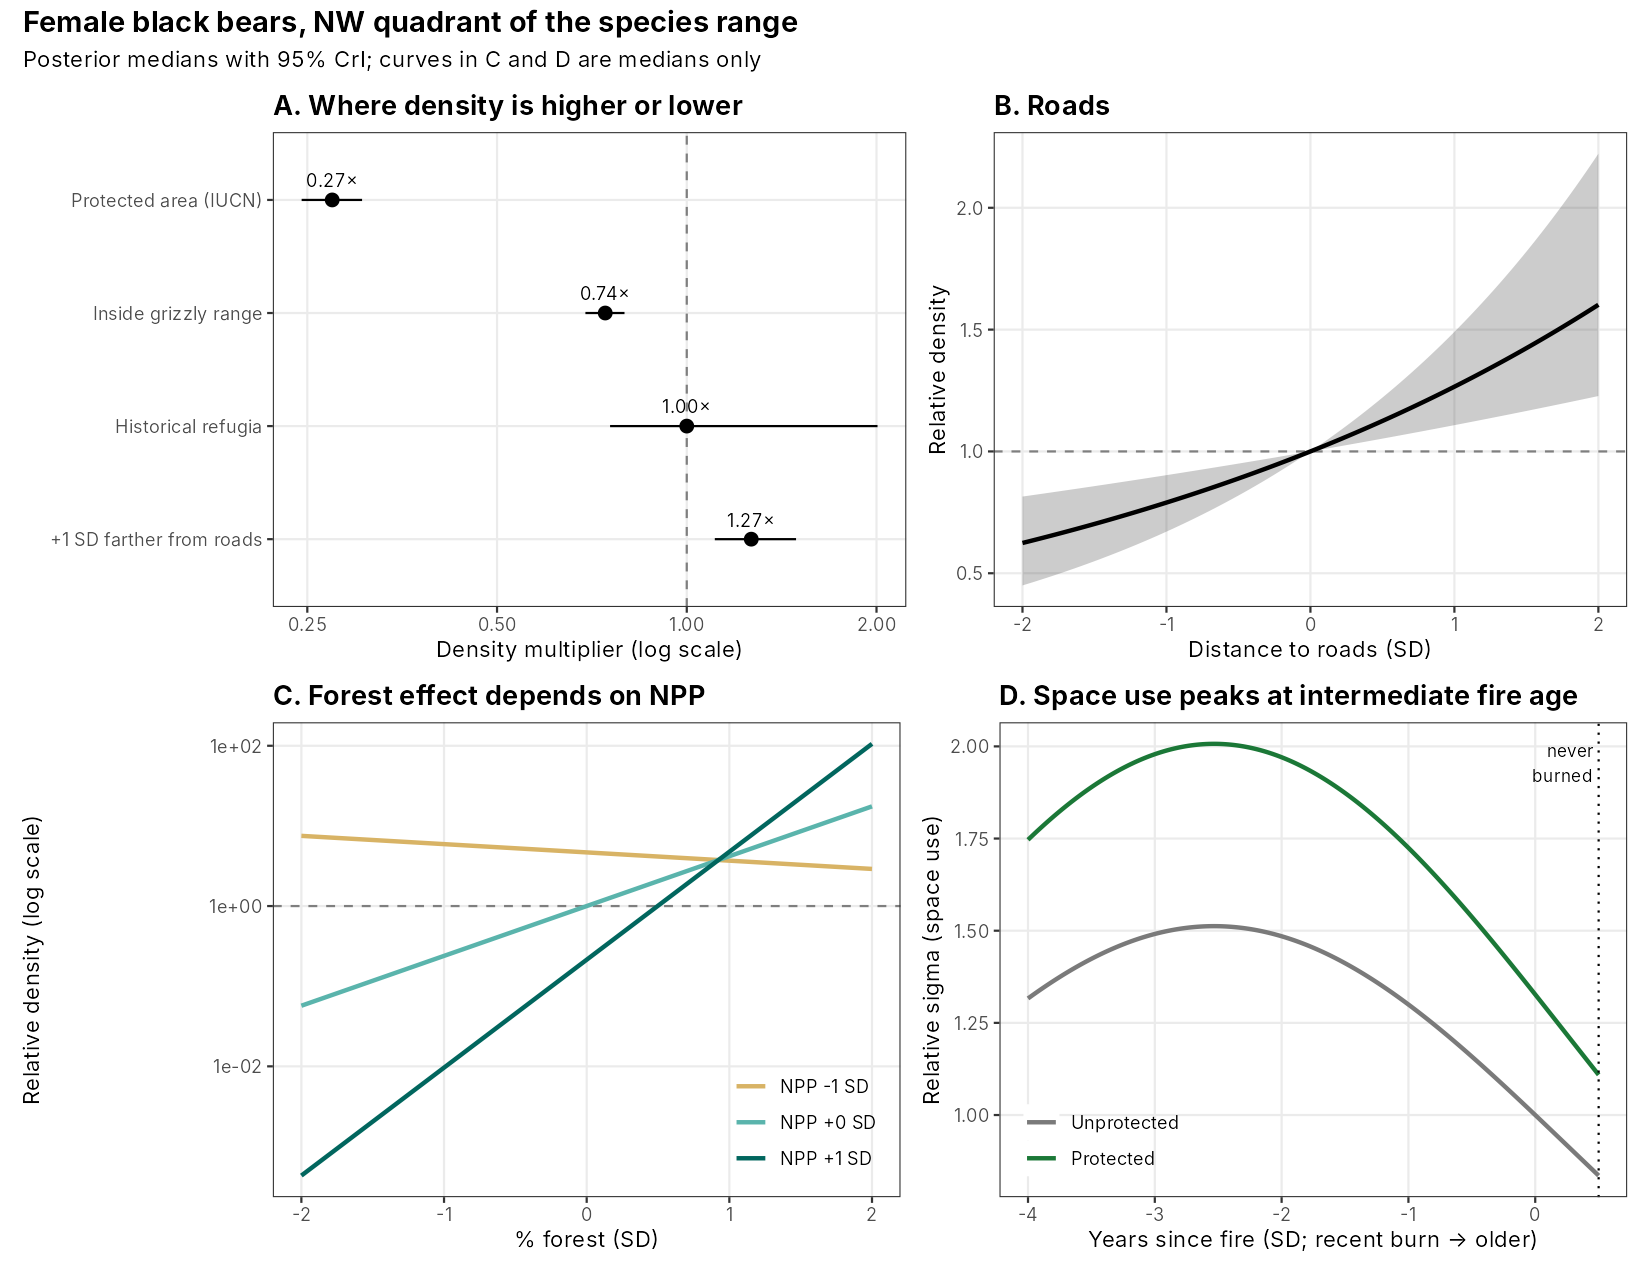 Female black bears, NW quadrant of the species range
Posterior medians with 95% CrI; curves in C and D are medians only
A. Where density is higher or lower
Protected area (IUCN)
Inside grizzly range
Historical refugia
+1 SD farther from roads
0.27×
0.74×
1.00×
1.27×
0.25
0.50
1.00
2.00
Density multiplier (log scale)
B. Roads
Relative density
2.0
1.5
1.0
0.5
-2
-1
0
1
2
Distance to roads (SD)
C. Forest effect depends on NPP
Relative density (log scale)
1e+02
1e+00
1e-02
NPP -1 SD
NPP +0 SD
NPP +1 SD
-2
-1
0
1
2
% forest (SD)
D. Space use peaks at intermediate fire age
Relative sigma (space use)
2.00
1.75
1.50
1.25
1.00
never
burned
Unprotected
Protected
-4
-3
-2
-1
0
Years since fire (SD; recent burn → older)